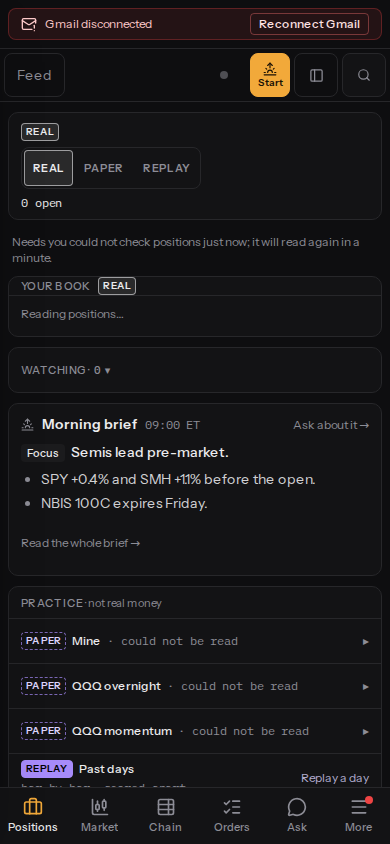 Gmail disconnected
Reconnect Gmail
Feed
Start
REAL
REAL PAPER REPLAY
0 open
Needs you could not check positions just now; it will read again in a
minute.
YOUR BOOK REAL
Reading positions…
WATCHING · 0 ▾
Morning brief 09:00 ET Ask about it →
Focus Semis lead pre-market.
• SPY +0.4% and SMH +1.1% before the open.
• NBIS 100C expires Friday.
Read the whole brief →
PRACTICE · not real money
PAPER Mine · could not be read ▸
PAPER QQQ overnight · could not be read ▸
PAPER QQQ momentum · could not be read ▸
REPLAY Past days
Replay a day
Positions Market Chain Orders Ask More